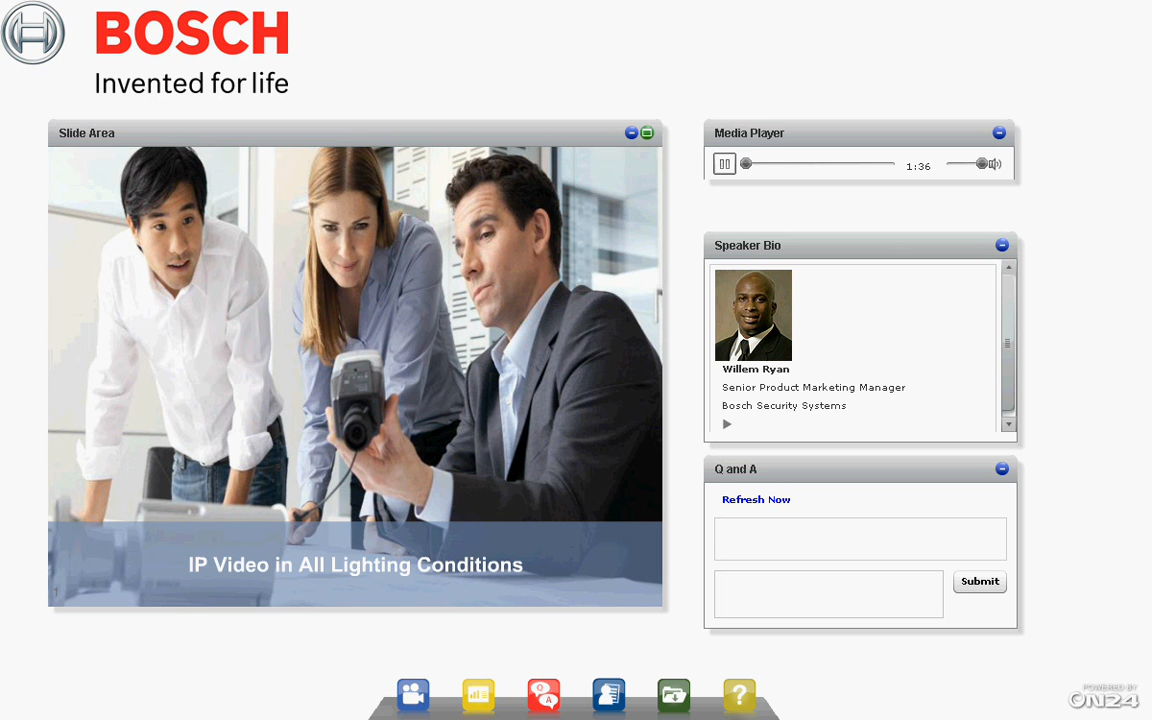 BOSCH
Invented for life
Slide Area
IP Video in All Lighting Conditions
1
Media Player
1:36
Speaker Bio
Willem Ryan
Senior Product Marketing Manager
Bosch Security Systems
Q and A
Refresh Now
Submit
Q
A
?
POWERED BY
ON24